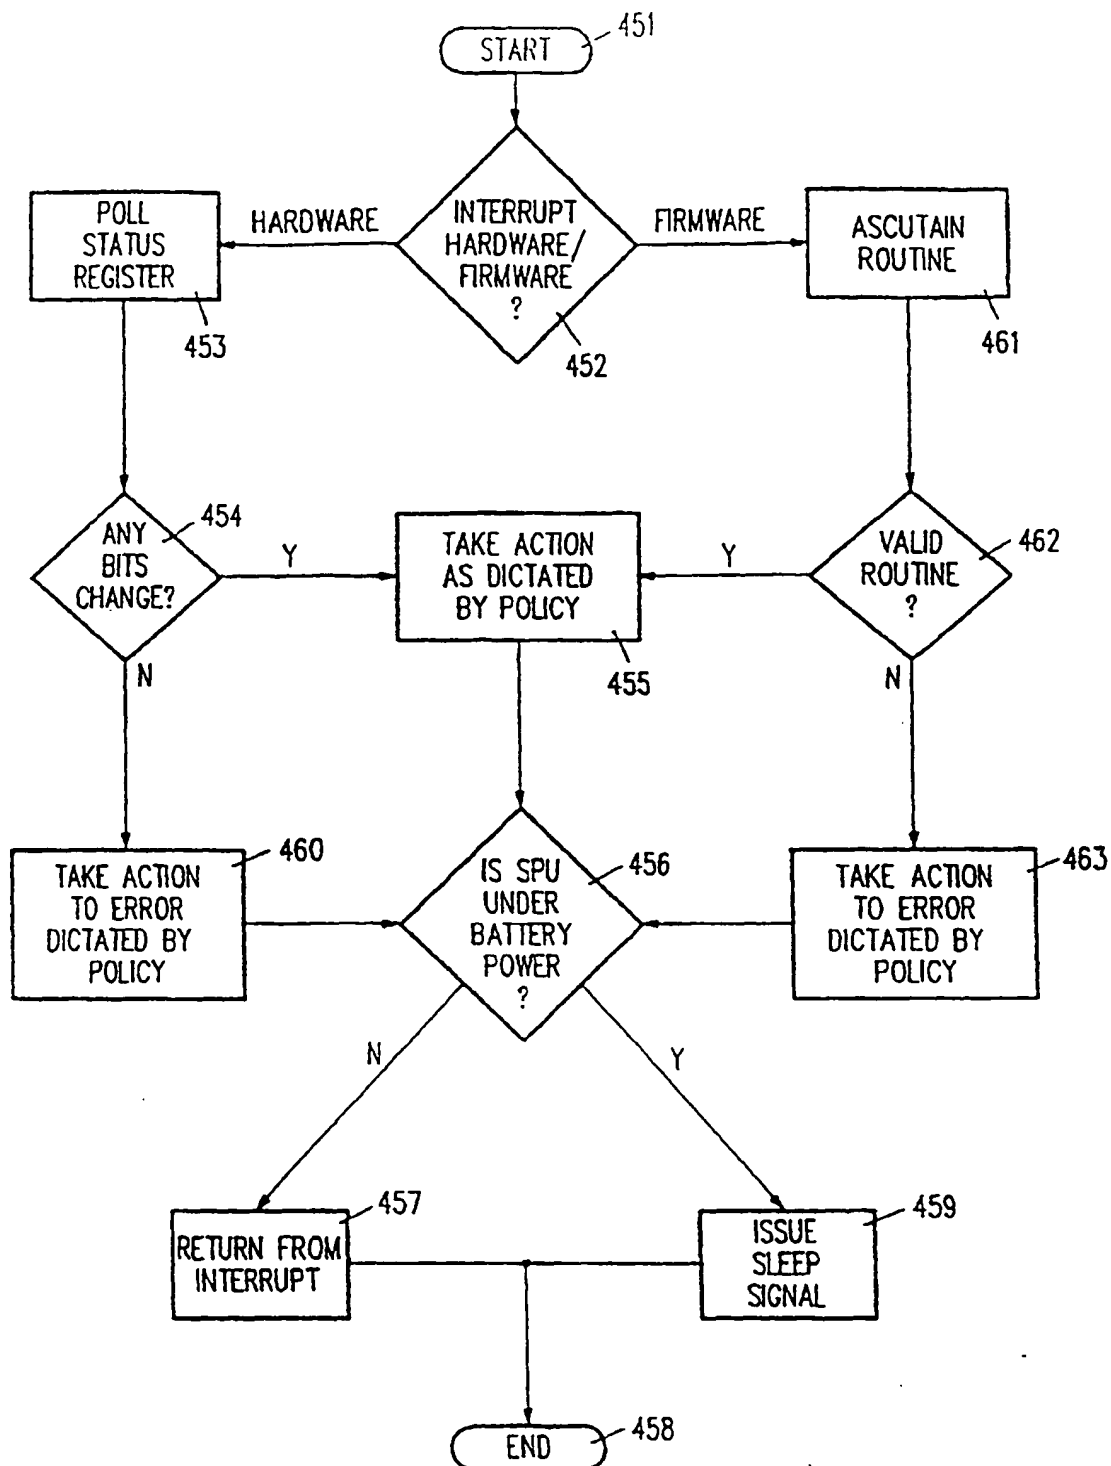 START
451
INTERRUPT
HARDWARE/
FIRMWARE
?
452
HARDWARE
FIRMWARE
POLL
STATUS
REGISTER
453
ASCUTAIN
ROUTINE
461
ANY
BITS
CHANGE?
454
Y
N
TAKE ACTION
AS DICTATED
BY POLICY
455
VALID
ROUTINE
?
462
Y
N
TAKE ACTION
TO ERROR
DICTATED BY
POLICY
460
IS SPU
UNDER
BATTERY
POWER
?
456
TAKE ACTION
TO ERROR
DICTATED BY
POLICY
463
N
Y
RETURN FROM
INTERRUPT
457
ISSUE
SLEEP
SIGNAL
459
END
458